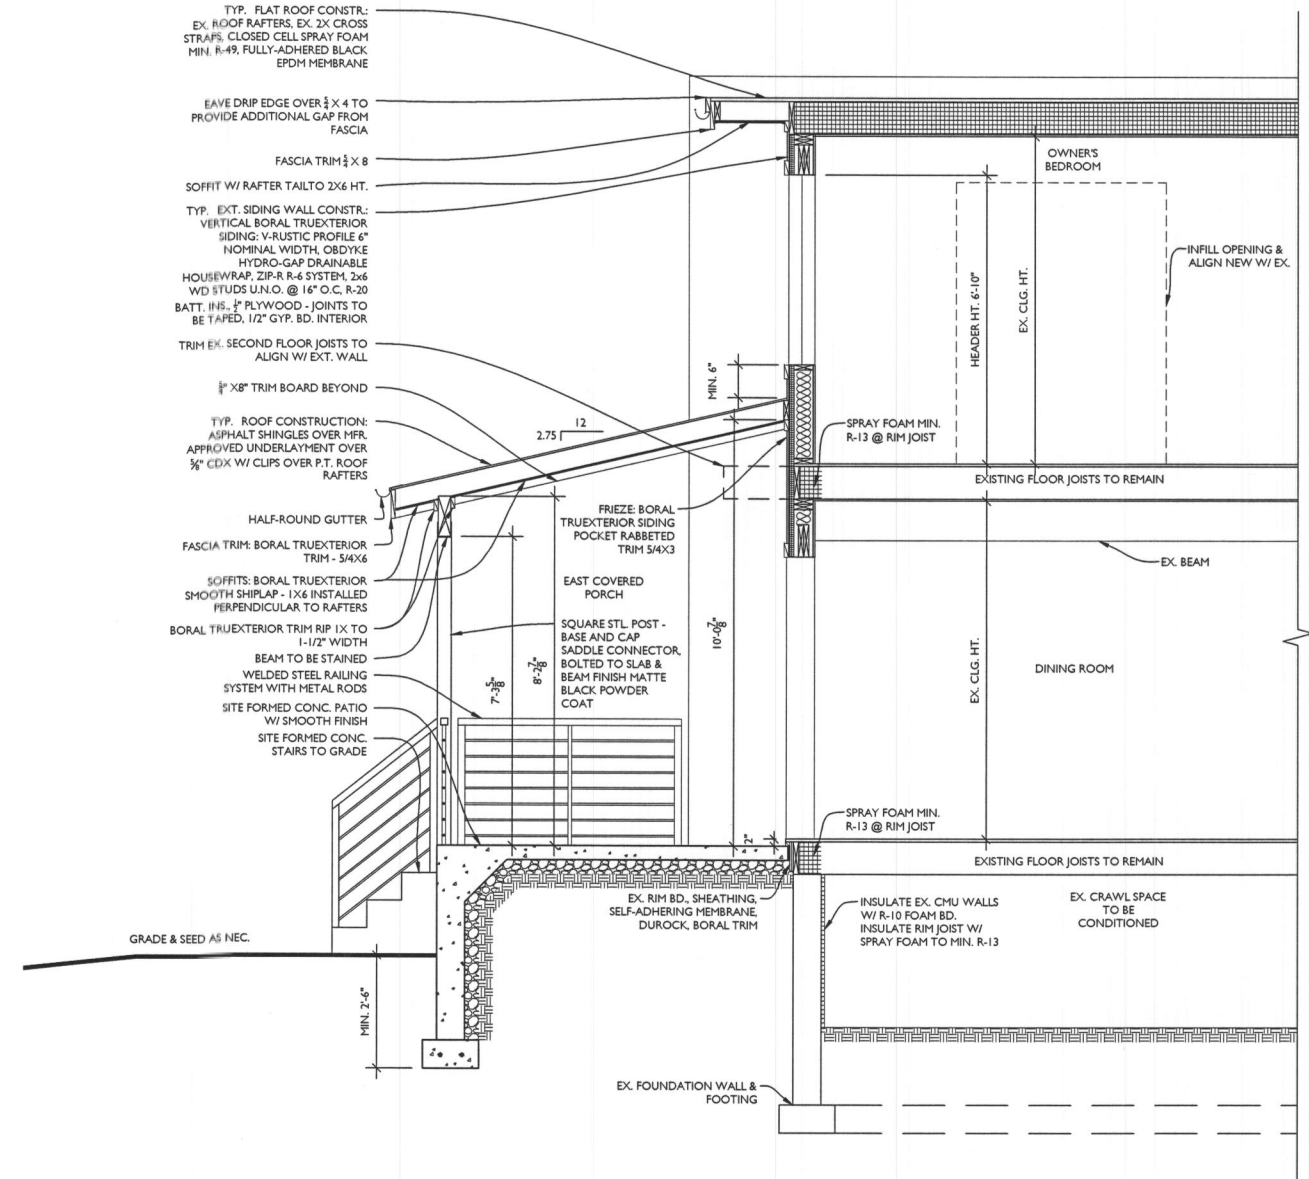 TYP. FLAT ROOF CONSTR.:
EX. ROOF RAFTERS, EX. 2X CROSS
STRAPS, CLOSED CELL SPRAY FOAM
MIN. R-49, FULLY-ADHERED BLACK
EPDM MEMBRANE
EAVE DRIP EDGE OVER 5/4 X 4 TO
PROVIDE ADDITIONAL GAP FROM
FASCIA
FASCIA TRIM 5/4 X 8
SOFFIT W/ RAFTER TAILTO 2X6 HT.
TYP. EXT. SIDING WALL CONSTR.:
VERTICAL BORAL TRUEXTERIOR
SIDING: V-RUSTIC PROFILE 6"
NOMINAL WIDTH, OBDYKE
HYDRO-GAP DRAINABLE
HOUSEWRAP, ZIP-R R-6 SYSTEM, 2x6
WD STUDS U.N.O. @ 16" O.C, R-20
BATT. INS., 1/2" PLYWOOD - JOINTS TO
BE TAPED, 1/2" GYP. BD. INTERIOR
TRIM EX. SECOND FLOOR JOISTS TO
ALIGN W/ EXT. WALL
X8" TRIM BOARD BEYOND
TYP. ROOF CONSTRUCTION:
ASPHALT SHINGLES OVER MFR.
APPROVED UNDERLAYMENT OVER
5/8" CDX W/ CLIPS OVER P.T. ROOF
RAFTERS
HALF-ROUND GUTTER
FASCIA TRIM: BORAL TRUEXTERIOR
TRIM - 5/4X6
SOFFITS: BORAL TRUEXTERIOR
SMOOTH SHIPLAP - 1X6 INSTALLED
PERPENDICULAR TO RAFTERS
BORAL TRUEXTERIOR TRIM RIP 1X TO
1-1/2" WIDTH
BEAM TO BE STAINED
WELDED STEEL RAILING
SYSTEM WITH METAL RODS
SITE FORMED CONC. PATIO
W/ SMOOTH FINISH
SITE FORMED CONC.
STAIRS TO GRADE
GRADE & SEED AS NEC.
MIN. 2'-6"
12
2.75
MIN. 6"
FRIEZE: BORAL
TRUEXTERIOR SIDING
POCKET RABBETED
TRIM 5/4X3
EAST COVERED
PORCH
SQUARE STL. POST -
BASE AND CAP
SADDLE CONNECTOR,
BOLTED TO SLAB &
BEAM FINISH MATTE
BLACK POWDER
COAT
7'-3 5/8"
8'-2 7/8"
10'-0 7/8"
2"
EX. RIM BD., SHEATHING,
SELF-ADHERING MEMBRANE,
DUROCK, BORAL TRIM
EX. FOUNDATION WALL &
FOOTING
OWNER'S
BEDROOM
HEADER HT. 6'-10"
EX. CLG. HT.
INFILL OPENING &
ALIGN NEW W/ EX.
SPRAY FOAM MIN.
R-13 @ RIM JOIST
EXISTING FLOOR JOISTS TO REMAIN
EX. BEAM
EX. CLG. HT.
DINING ROOM
SPRAY FOAM MIN.
R-13 @ RIM JOIST
EXISTING FLOOR JOISTS TO REMAIN
INSULATE EX. CMU WALLS
W/ R-10 FOAM BD.
INSULATE RIM JOIST W/
SPRAY FOAM TO MIN. R-13
EX. CRAWL SPACE
TO BE
CONDITIONED